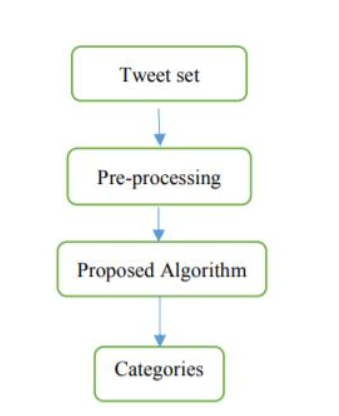 Tweet set
Pre-processing
Proposed Algorithm
Categories